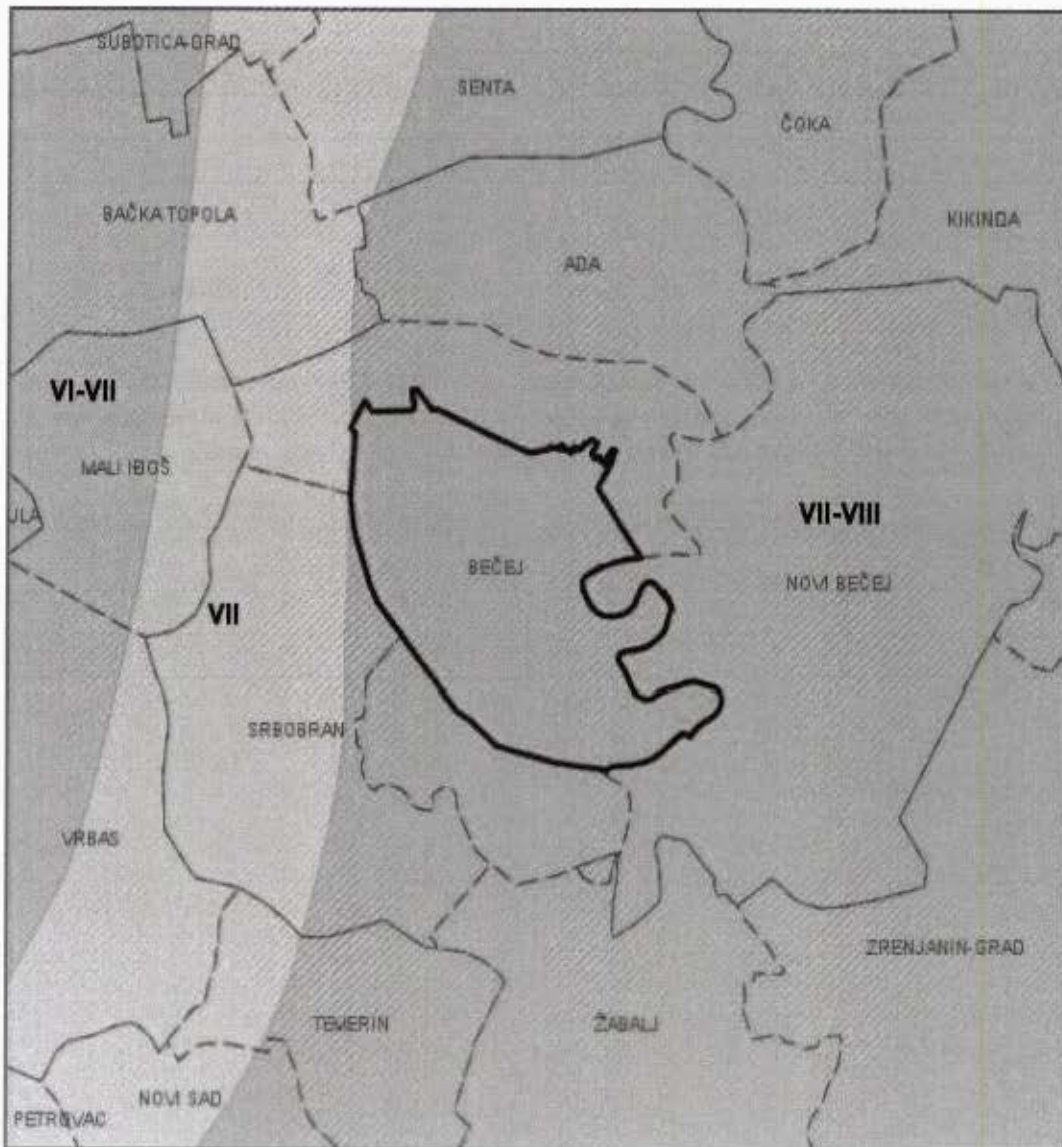 SUBOTICA-GRAD
SENTA
ČOKA
BAČKA TOPOLA
KIKINDA
ADA
VI-VII
MALI IĐOŠ
ULA
VII-VIII
BEČEJ
NOVI BEČEJ
VII
SRBOBRAN
VRBAS
ZRENJANIN-GRAD
TEMERIN
ŽABALJ
NOVI SAD
PETROVAC